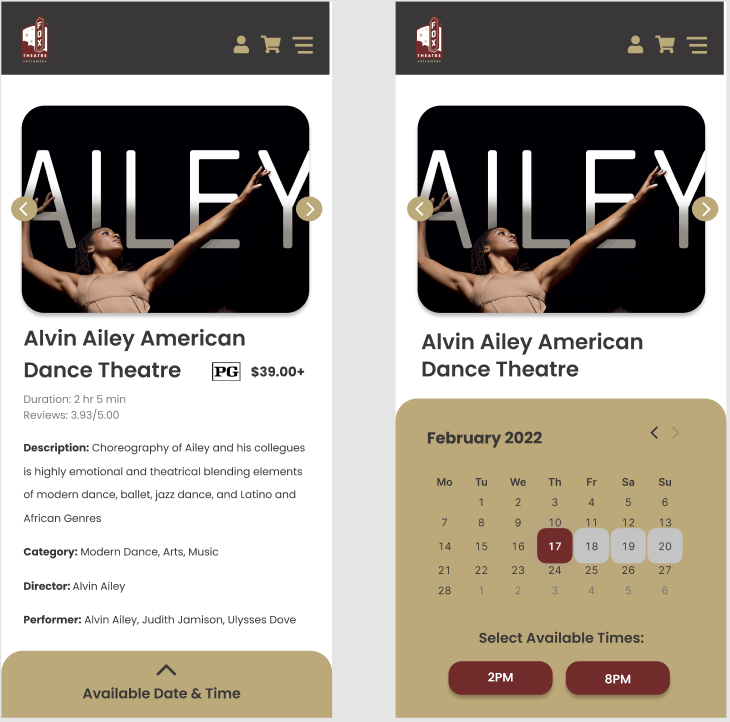 FOX
THEATRE
•ATLANTA•
AILEY
Alvin Ailey American
Dance Theatre PG $39.00+
Duration: 2 hr 5 min
Reviews: 3.93/5.00
Description: Choreography of Ailey and his collegues
is highly emotional and theatrical blending elements
of modern dance, ballet, jazz dance, and Latino and
African Genres
Category: Modern Dance, Arts, Music
Director: Alvin Ailey
Performer: Alvin Ailey, Judith Jamison, Ulysses Dove
Available Date & Time
FOX
THEATRE
•ATLANTA•
AILEY
Alvin Ailey American
Dance Theatre
February 2022
Mo Tu We Th Fr Sa Su
1 2 3 4 5 6
7 8 9 10 11 12 13
14 15 16 17 18 19 20
21 22 23 24 25 26 27
28 1 2 3 4 5 6
Select Available Times:
2PM 8PM